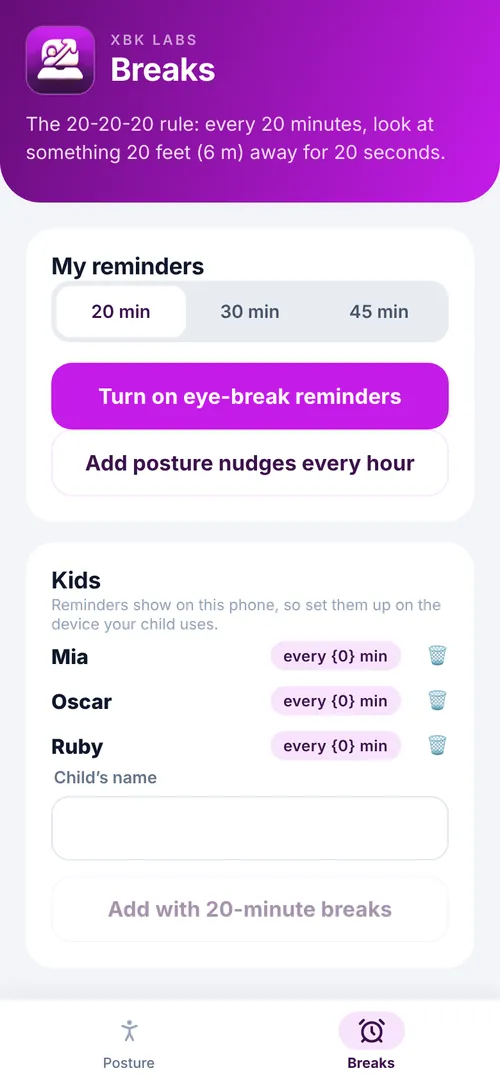 XBK LABS
Breaks
The 20-20-20 rule: every 20 minutes, look at
something 20 feet (6 m) away for 20 seconds.
My reminders
20 min
30 min
45 min
Turn on eye-break reminders
Add posture nudges every hour
Kids
Reminders show on this phone, so set them up on the
device your child uses.
Mia
every {0} min
Oscar
every {0} min
Ruby
every {0} min
Child’s name
Add with 20-minute breaks
Posture
Breaks